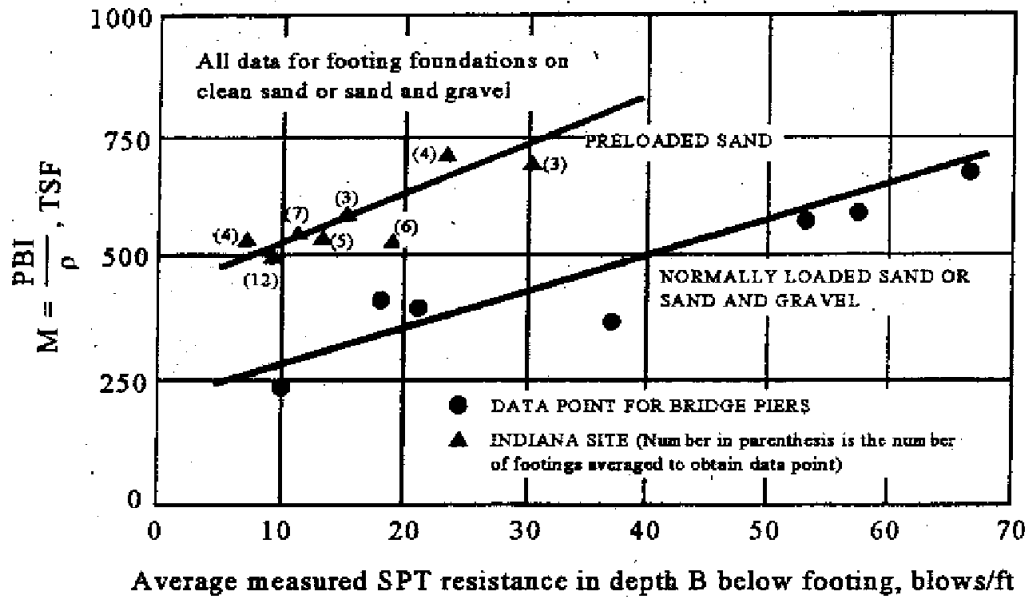 1000
All data for footing foundations on
clean sand or sand and gravel
750
PRELOADED SAND
(4)
(3)
(3)
(7)
(4)
(5)
(6)
500
(12)
NORMALLY LOADED SAND OR
SAND AND GRAVEL
M = PBI
ρ , TSF
250
DATA POINT FOR BRIDGE PIERS
INDIANA SITE (Number in parenthesis is the number
of footings averaged to obtain data point)
0
0 10 20 30 40 50 60 70
Average measured SPT resistance in depth B below footing, blows/ft